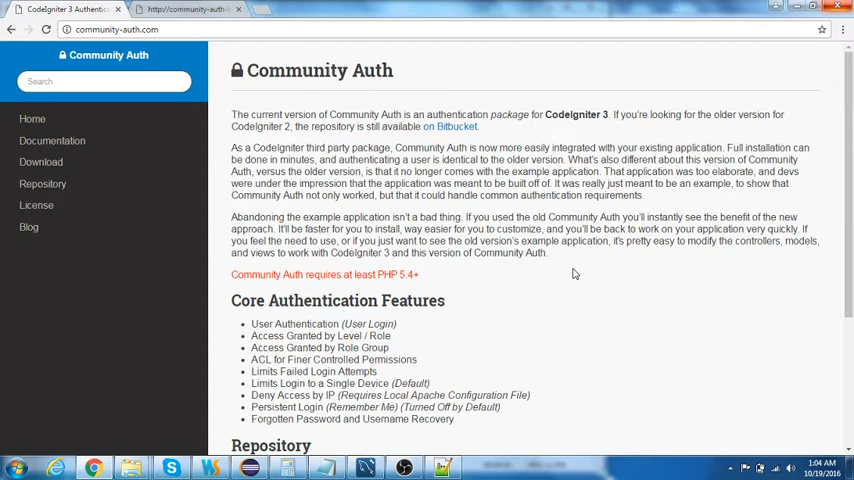 CodeIgniter 3 Authentica
http://community-auth-
community-auth.com
Community Auth
Search
Home
Documentation
Download
Repository
License
Blog
Community Auth
The current version of Community Auth is an authentication package for CodeIgniter 3. If you're looking for the older version for
CodeIgniter 2, the repository is still available on Bitbucket.
As a CodeIgniter third party package, Community Auth is now more easily integrated with your existing application. Full installation can
be done in minutes, and authenticating a user is identical to the older version. What's also different about this version of Community
Auth, versus the older version, is that it no longer comes with the example application. That application was too elaborate, and devs
were under the impression that the application was meant to be built off of. It was really just meant to be an example, to show that
Community Auth not only worked, but that it could handle common authentication requirements.
Abandoning the example application isn't a bad thing. If you used the old Community Auth you'll instantly see the benefit of the new
approach. It'll be faster for you to install, way easier for you to customize, and you'll be back to work on your application very quickly. If
you feel the need to use, or if you just want to see the old version's example application, it's pretty easy to modify the controllers, models,
and views to work with CodeIgniter 3 and this version of Community Auth.
Community Auth requires at least PHP 5.4+
Core Authentication Features
User Authentication (User Login)
Access Granted by Level / Role
Access Granted by Role Group
ACL for Finer Controlled Permissions
Limits Failed Login Attempts
Limits Login to a Single Device (Default)
Deny Access by IP (Requires Local Apache Configuration File)
Persistent Login (Remember Me) (Turned Off by Default)
Forgotten Password and Username Recovery
Repository
1:04 AM
10/19/2016